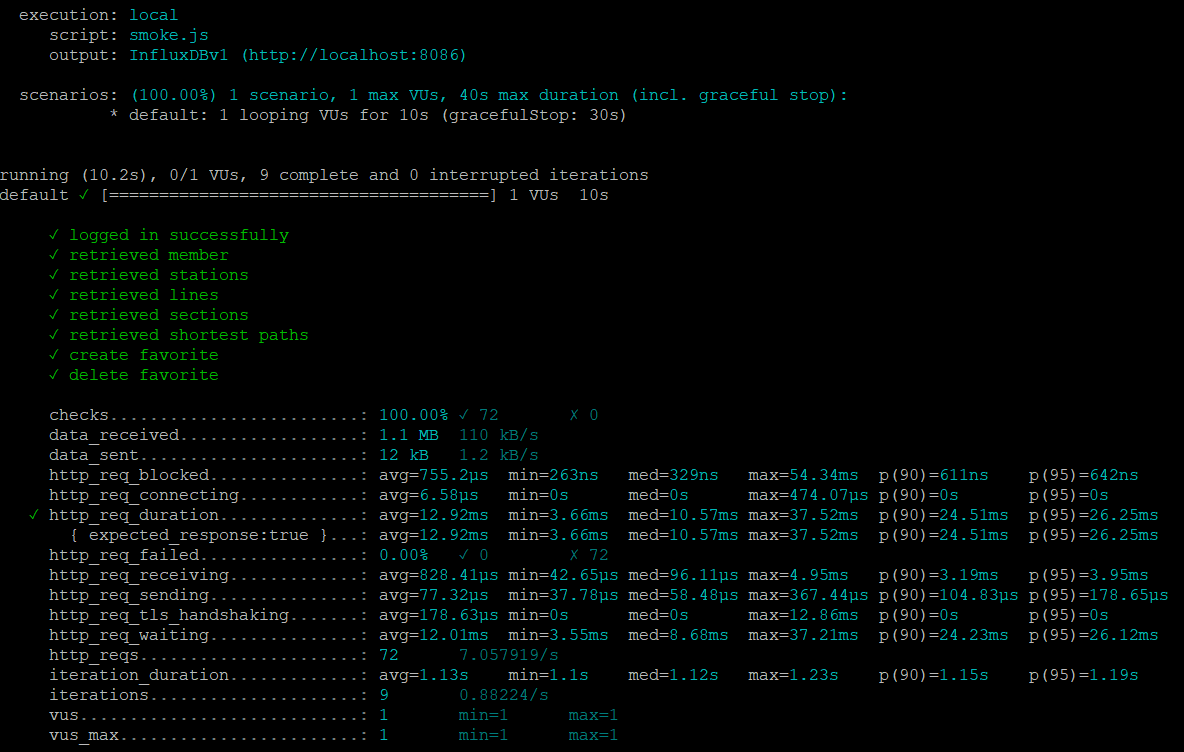 execution: local
script: smoke.js
output: InfluxDBv1 (http://localhost:8086)
scenarios: (100.00%) 1 scenario, 1 max VUs, 40s max duration (incl. graceful stop):
* default: 1 looping VUs for 10s (gracefulStop: 30s)
running (10.2s), 0/1 VUs, 9 complete and 0 interrupted iterations
default ✓ [======================================] 1 VUs  10s
✓ logged in successfully
✓ retrieved member
✓ retrieved stations
✓ retrieved lines
✓ retrieved sections
✓ retrieved shortest paths
✓ create favorite
✓ delete favorite
checks.........................: 100.00% ✓ 72       ✗ 0
data_received..................: 1.1 MB  110 kB/s
data_sent......................: 12 kB   1.2 kB/s
http_req_blocked...............: avg=755.2µs  min=263ns   med=329ns   max=54.34ms  p(90)=611ns    p(95)=642ns
http_req_connecting............: avg=6.58µs   min=0s      med=0s      max=474.07µs p(90)=0s       p(95)=0s
✓ http_req_duration..............: avg=12.92ms  min=3.66ms  med=10.57ms max=37.52ms  p(90)=24.51ms  p(95)=26.25ms
{ expected_response:true }...: avg=12.92ms  min=3.66ms  med=10.57ms max=37.52ms  p(90)=24.51ms  p(95)=26.25ms
http_req_failed................: 0.00%   ✓ 0        ✗ 72
http_req_receiving.............: avg=828.41µs min=42.65µs med=96.11µs max=4.95ms   p(90)=3.19ms   p(95)=3.95ms
http_req_sending...............: avg=77.32µs  min=37.78µs med=58.48µs max=367.44µs p(90)=104.83µs p(95)=178.65µs
http_req_tls_handshaking.......: avg=178.63µs min=0s      med=0s      max=12.86ms  p(90)=0s       p(95)=0s
http_req_waiting...............: avg=12.01ms  min=3.55ms  med=8.68ms  max=37.21ms  p(90)=24.23ms  p(95)=26.12ms
http_reqs......................: 72      7.057919/s
iteration_duration.............: avg=1.13s    min=1.1s    med=1.12s   max=1.23s    p(90)=1.15s    p(95)=1.19s
iterations.....................: 9       0.88224/s
vus............................: 1       min=1      max=1
vus_max........................: 1       min=1      max=1